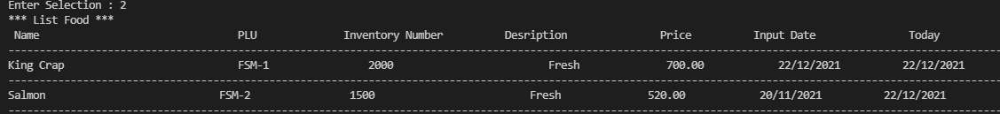 Enter Selection : 2
*** List Food ***
Name PLU Inventory Number Desription Price Input Date Today
--------------------------------------------------------------------------------------------------------------------------------------------------------------
King Crap FSM-1 2000 Fresh 700.00 22/12/2021 22/12/2021
--------------------------------------------------------------------------------------------------------------------------------------------------------------
Salmon FSM-2 1500 Fresh 520.00 20/11/2021 22/12/2021
--------------------------------------------------------------------------------------------------------------------------------------------------------------